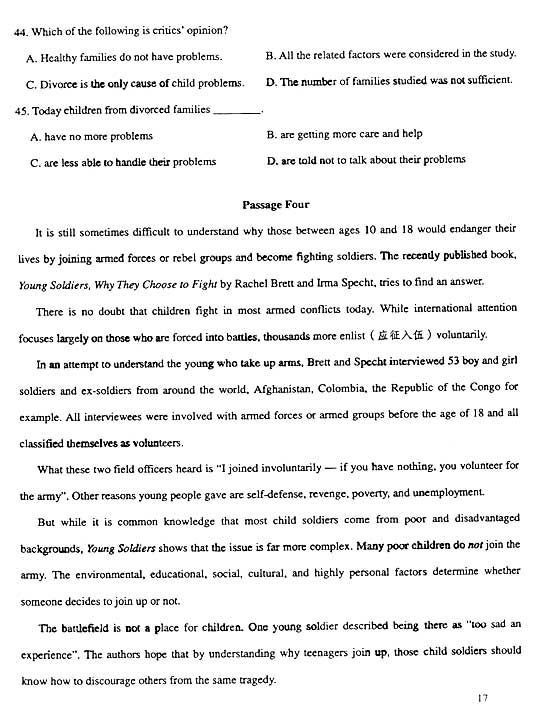 44. Which of the following is critics' opinion?
A. Healthy families do not have problems. B. All the related factors were considered in the study.
C. Divorce is the only cause of child problems. D. The number of families studied was not sufficient.
45. Today children from divorced families ________.
A. have no more problems B. are getting more care and help
C. are less able to handle their problems D. are told not to talk about their problems
Passage Four
It is still sometimes difficult to understand why those between ages 10 and 18 would endanger their
lives by joining armed forces or rebel groups and become fighting soldiers. The recently published book,
Young Soldiers, Why They Choose to Fight by Rachel Brett and Irma Specht, tries to find an answer.
There is no doubt that children fight in most armed conflicts today. While international attention
focuses largely on those who are forced into battles, thousands more enlist (应征入伍) voluntarily.
In an attempt to understand the young who take up arms, Brett and Specht interviewed 53 boy and girl
soldiers and ex-soldiers from around the world, Afghanistan, Colombia, the Republic of the Congo for
example. All interviewees were involved with armed forces or armed groups before the age of 18 and all
classified themselves as volunteers.
What these two field officers heard is "I joined involuntarily — if you have nothing, you volunteer for
the army". Other reasons young people gave are self-defense, revenge, poverty, and unemployment.
But while it is common knowledge that most child soldiers come from poor and disadvantaged
backgrounds, Young Soldiers shows that the issue is far more complex. Many poor children do not join the
army. The environmental, educational, social, cultural, and highly personal factors determine whether
someone decides to join up or not.
The battlefield is not a place for children. One young soldier described being there as "too sad an
experience". The authors hope that by understanding why teenagers join up, those child soldiers should
know how to discourage others from the same tragedy.
17